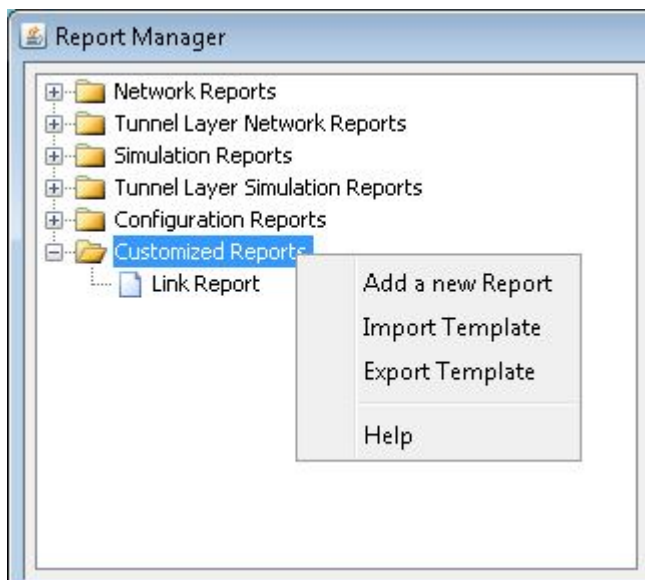 Report Manager
Network Reports
Tunnel Layer Network Reports
Simulation Reports
Tunnel Layer Simulation Reports
Configuration Reports
Customized Reports
Link Report
Add a new Report
Import Template
Export Template
Help